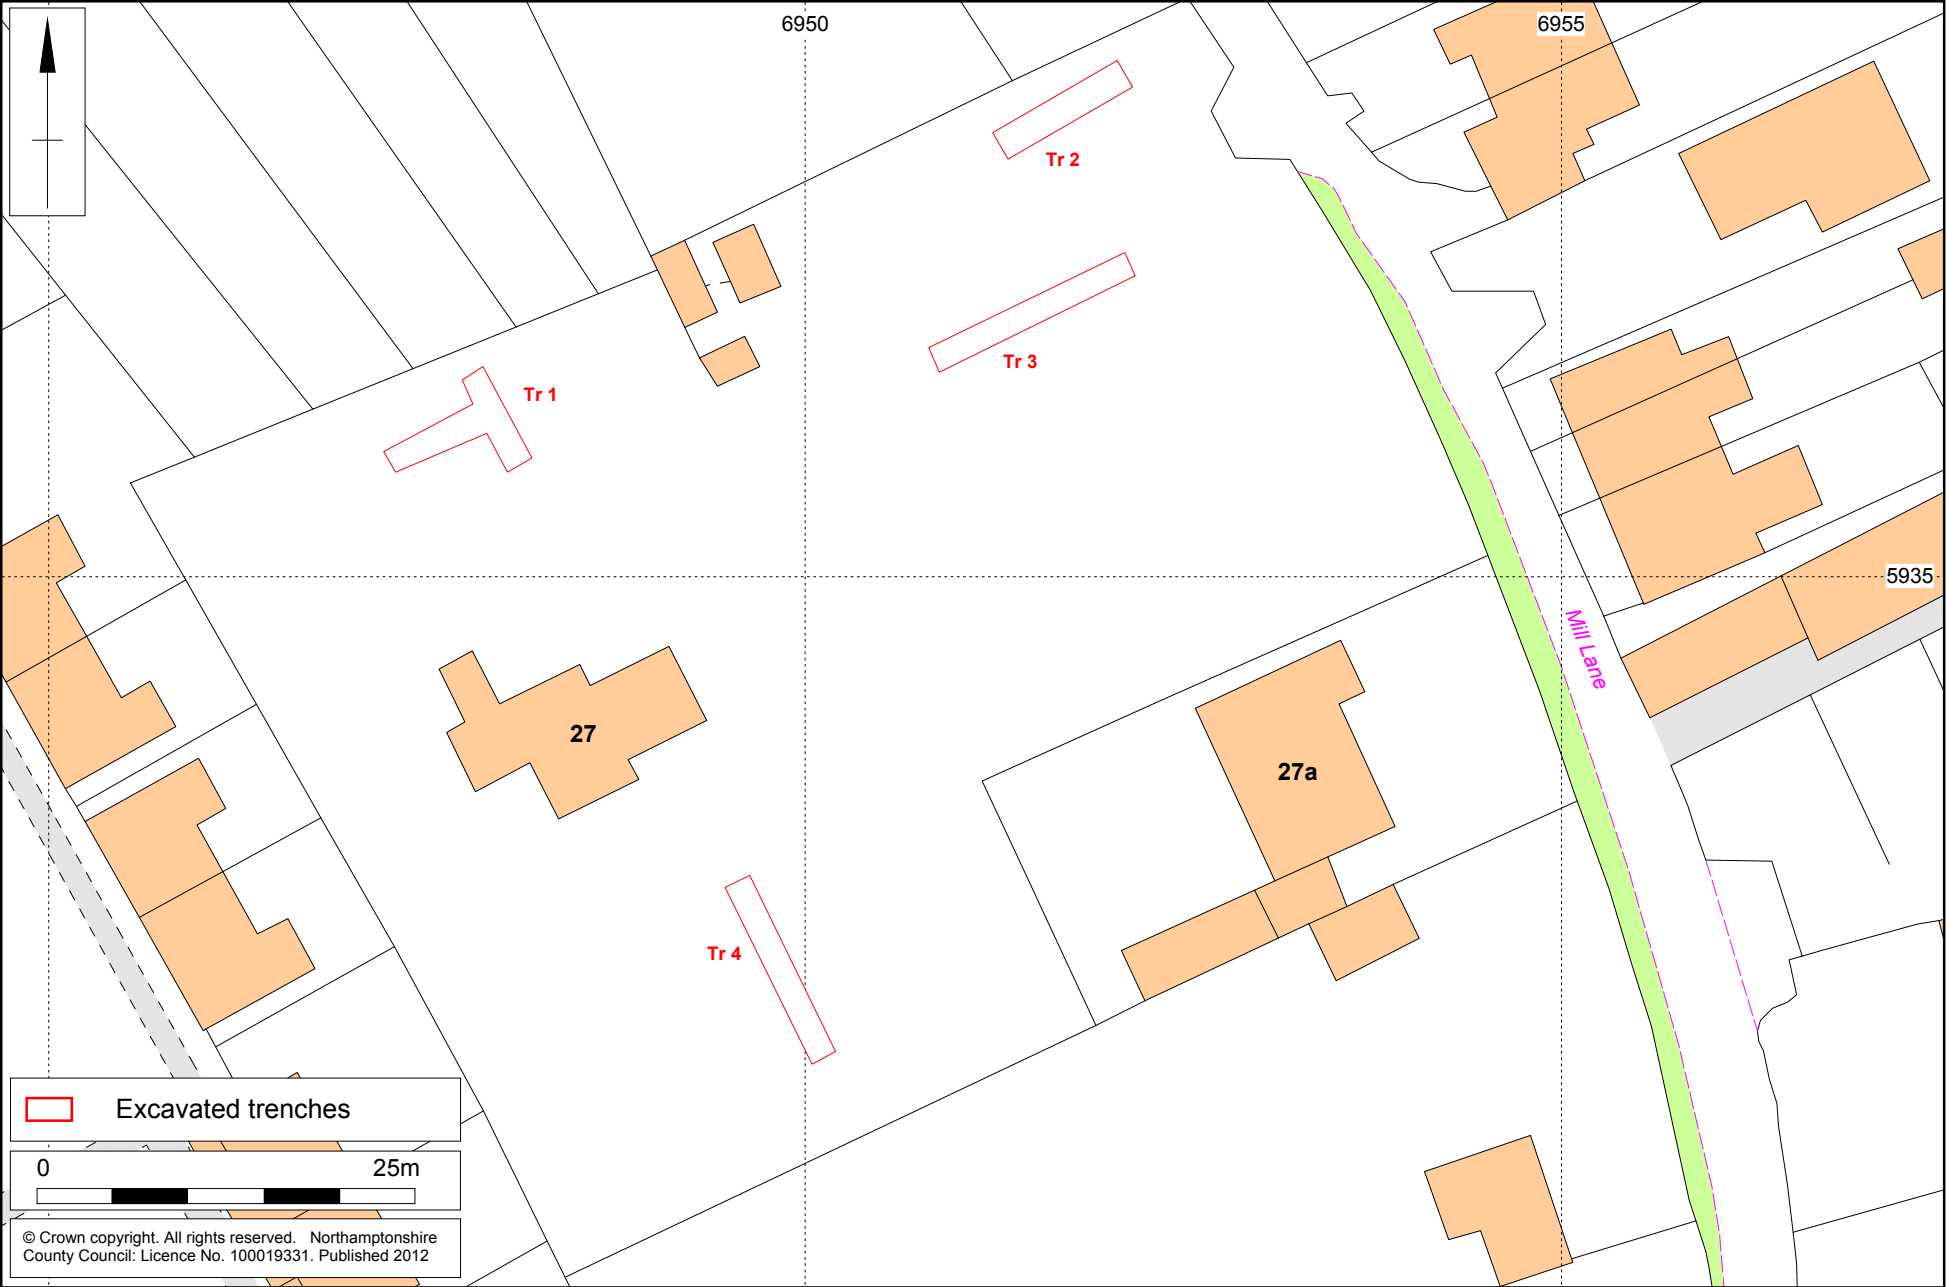 6950
6955
Tr 2
Tr 3
Tr 1
5935
Mill Lane
27
27a
Tr 4
Excavated trenches
0 25m
© Crown copyright. All rights reserved. Northamptonshire
County Council: Licence No. 100019331. Published 2012